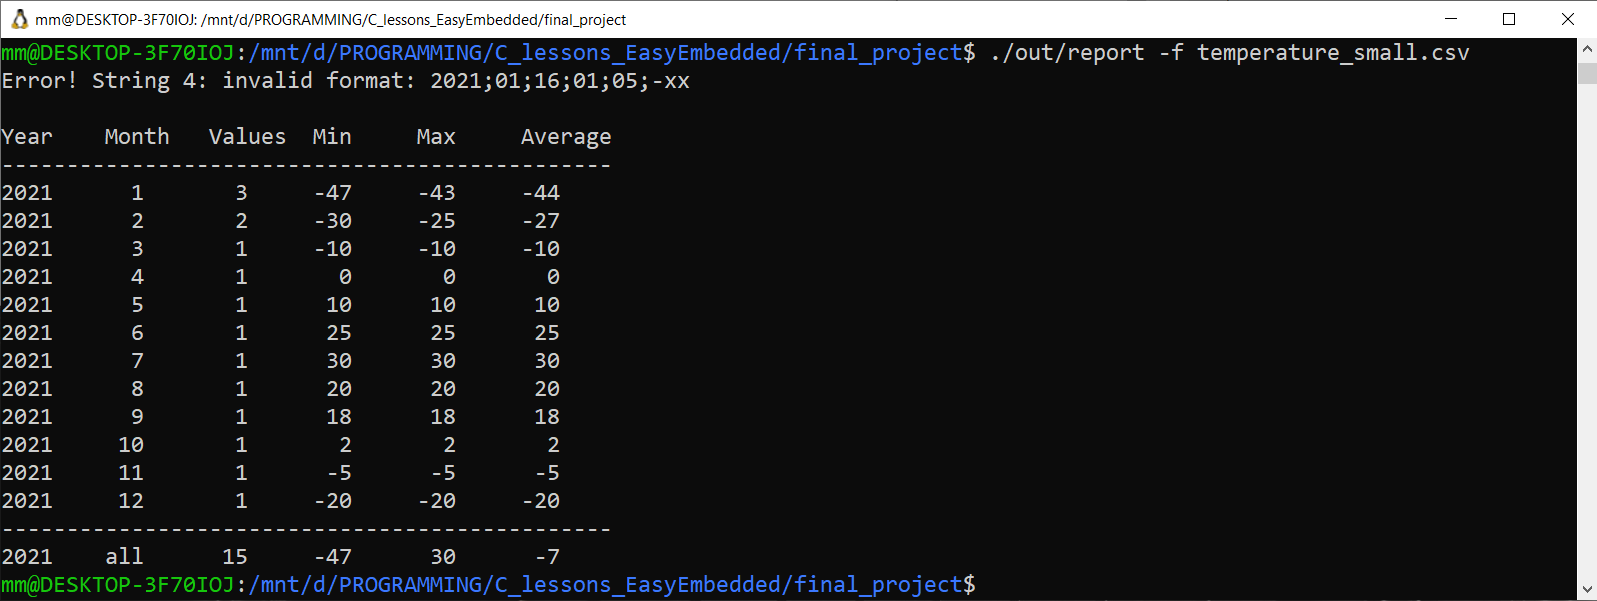 mm@DESKTOP-3F70IOJ: /mnt/d/PROGRAMMING/C_lessons_EasyEmbedded/final_project
mm@DESKTOP-3F70IOJ:/mnt/d/PROGRAMMING/C_lessons_EasyEmbedded/final_project$ ./out/report -f temperature_small.csv
Error! String 4: invalid format: 2021;01;16;01;05;-xx
Year    Month   Values  Min     Max     Average
-----------------------------------------------
2021      1       3     -47     -43     -44
2021      2       2     -30     -25     -27
2021      3       1     -10     -10     -10
2021      4       1       0       0       0
2021      5       1      10      10      10
2021      6       1      25      25      25
2021      7       1      30      30      30
2021      8       1      20      20      20
2021      9       1      18      18      18
2021     10       1       2       2       2
2021     11       1      -5      -5      -5
2021     12       1     -20     -20     -20
-----------------------------------------------
2021    all      15     -47      30      -7
mm@DESKTOP-3F70IOJ:/mnt/d/PROGRAMMING/C_lessons_EasyEmbedded/final_project$